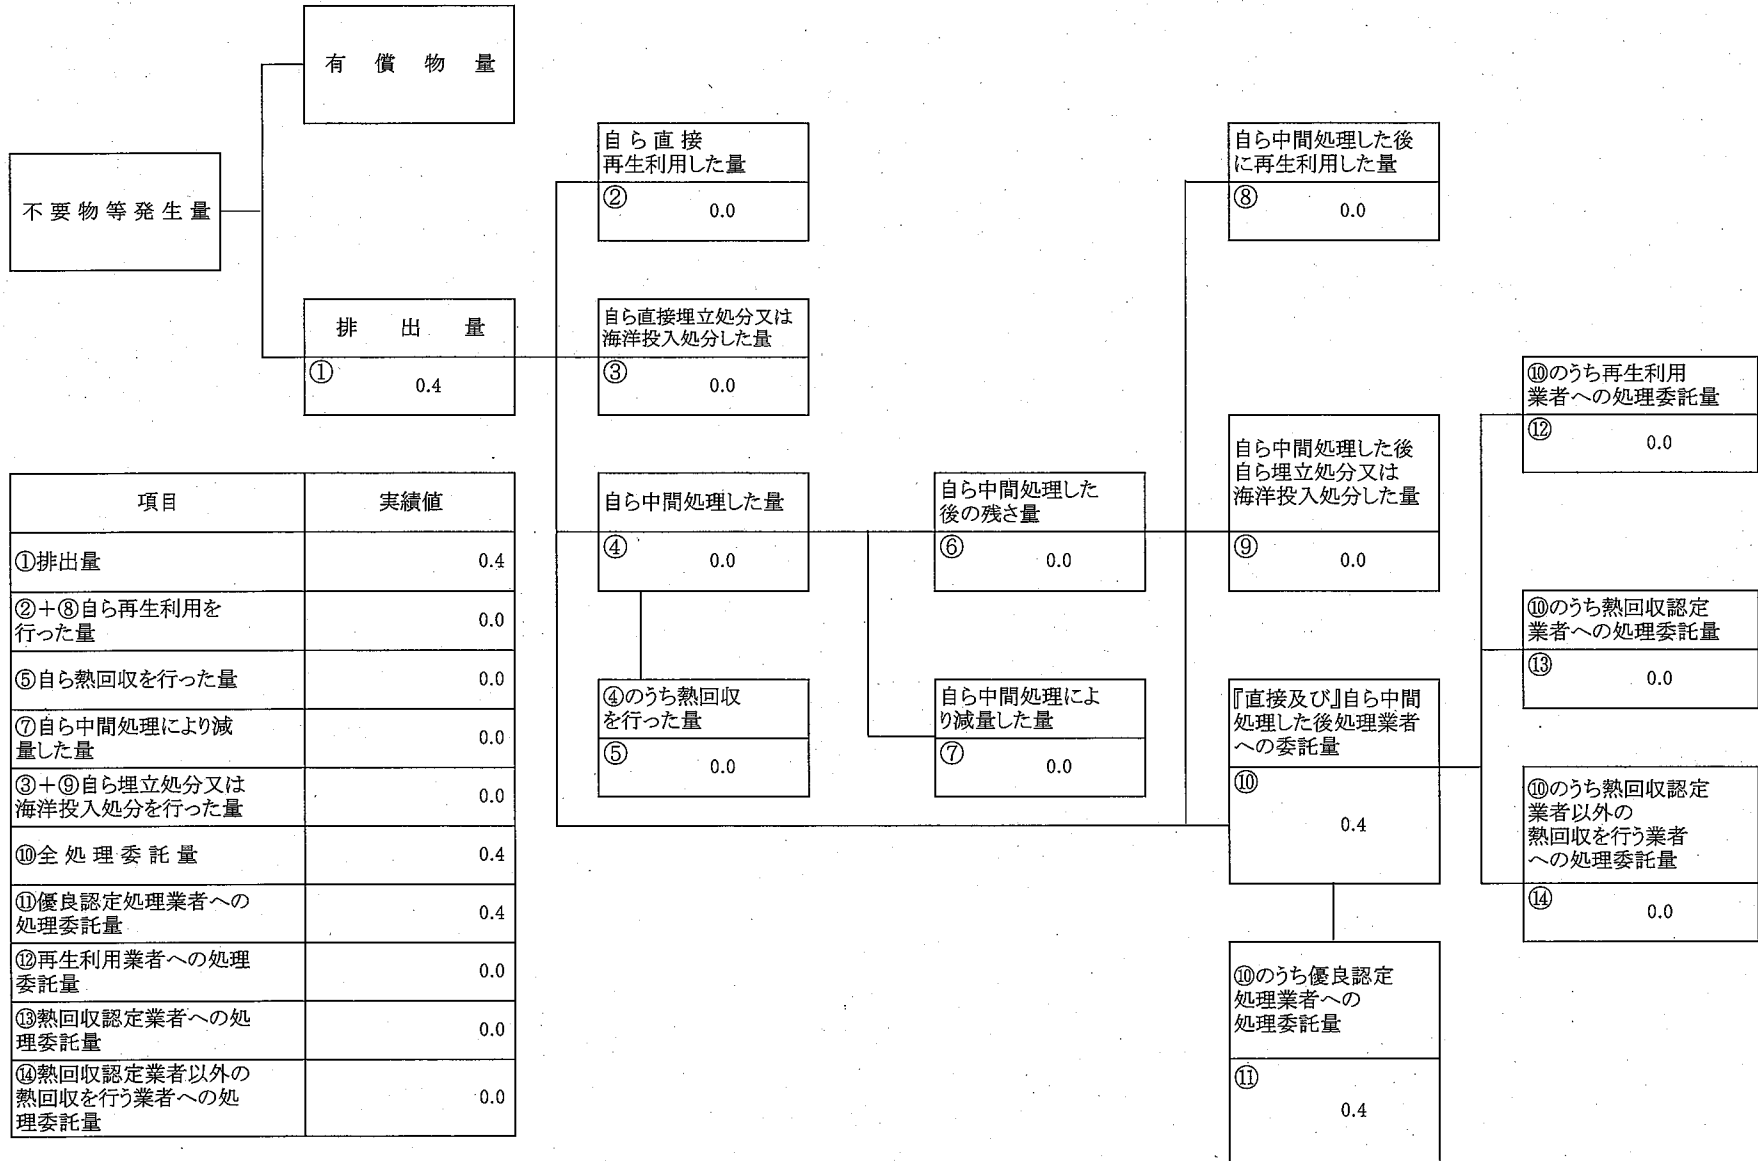 有償物量
不要物等発生量
排出量
①
0.4
自ら直接
再生利用した量
②
0.0
自ら直接埋立処分又は
海洋投入処分した量
③
0.0
自ら中間処理した量
④
0.0
④のうち熱回収
を行った量
⑤
0.0
自ら中間処理した
後の残さ量
⑥
0.0
自ら中間処理によ
り減量した量
⑦
0.0
自ら中間処理した後
に再生利用した量
⑧
0.0
自ら中間処理した後
自ら埋立処分又は
海洋投入処分した量
⑨
0.0
『直接及び』自ら中間
処理した後処理業者
への委託量
⑩
0.4
⑩のうち優良認定
処理業者への
処理委託量
⑪
0.4
⑩のうち再生利用
業者への処理委託量
⑫
0.0
⑩のうち熱回収認定
業者への処理委託量
⑬
0.0
⑩のうち熱回収認定
業者以外の
熱回収を行う業者
への処理委託量
⑭
0.0
項目 実績値
①排出量 0.4
②+⑧自ら再生利用を
行った量 0.0
⑤自ら熱回収を行った量 0.0
⑦自ら中間処理により減
量した量 0.0
③+⑨自ら埋立処分又は
海洋投入処分を行った量 0.0
⑩全処理委託量 0.4
⑪優良認定処理業者への
処理委託量 0.4
⑫再生利用業者への処理
委託量 0.0
⑬熱回収認定業者への処
理委託量 0.0
⑭熱回収認定業者以外の
熱回収を行う業者への処
理委託量 0.0